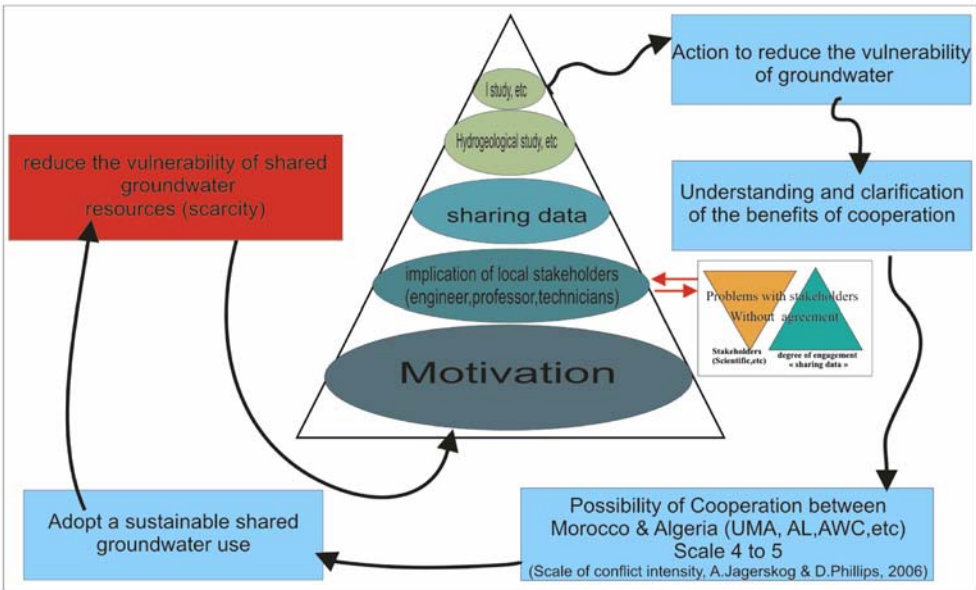 I study, etc
Hydrogeological study, etc
sharing data
implication of local stakeholders
(engineer,professor,technicians)
Motivation
Action to reduce the vulnerability
of groundwater
Understanding and clarification
of the benefits of cooperation
Problems with stakeholders
Without agreement
Stakeholders
(Scientific,etc)
degree of engagement
« sharing data »
Possibility of Cooperation between
Morocco & Algeria (UMA, AL,AWC,etc)
Scale 4 to 5
(Scale of conflict intensity, A.Jagerskog & D.Phillips, 2006)
Adopt a sustainable shared
groundwater use
reduce the vulnerability of shared
groundwater
resources (scarcity)